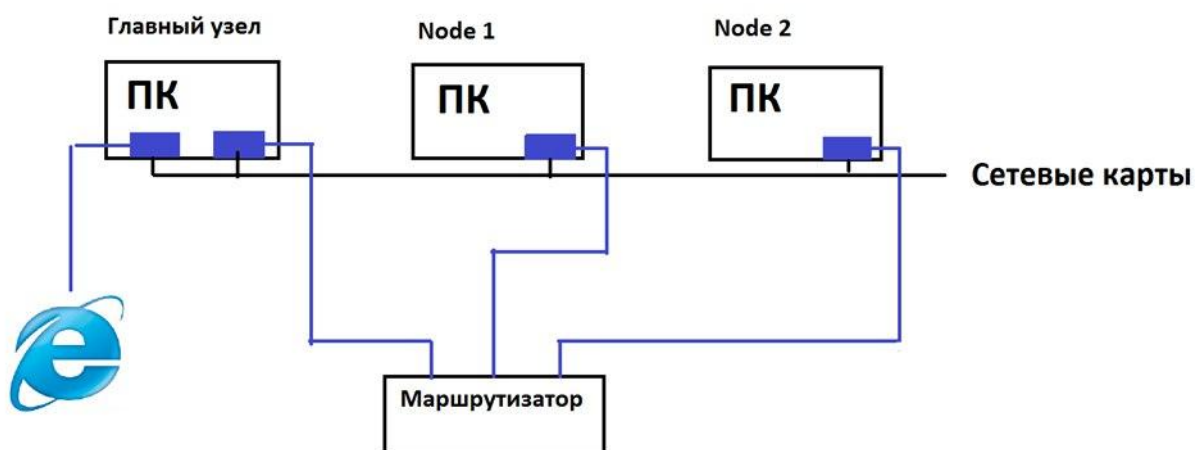 Главный узел
Node 1
Node 2
ПК
ПК
ПК
Сетевые карты
Маршрутизатор